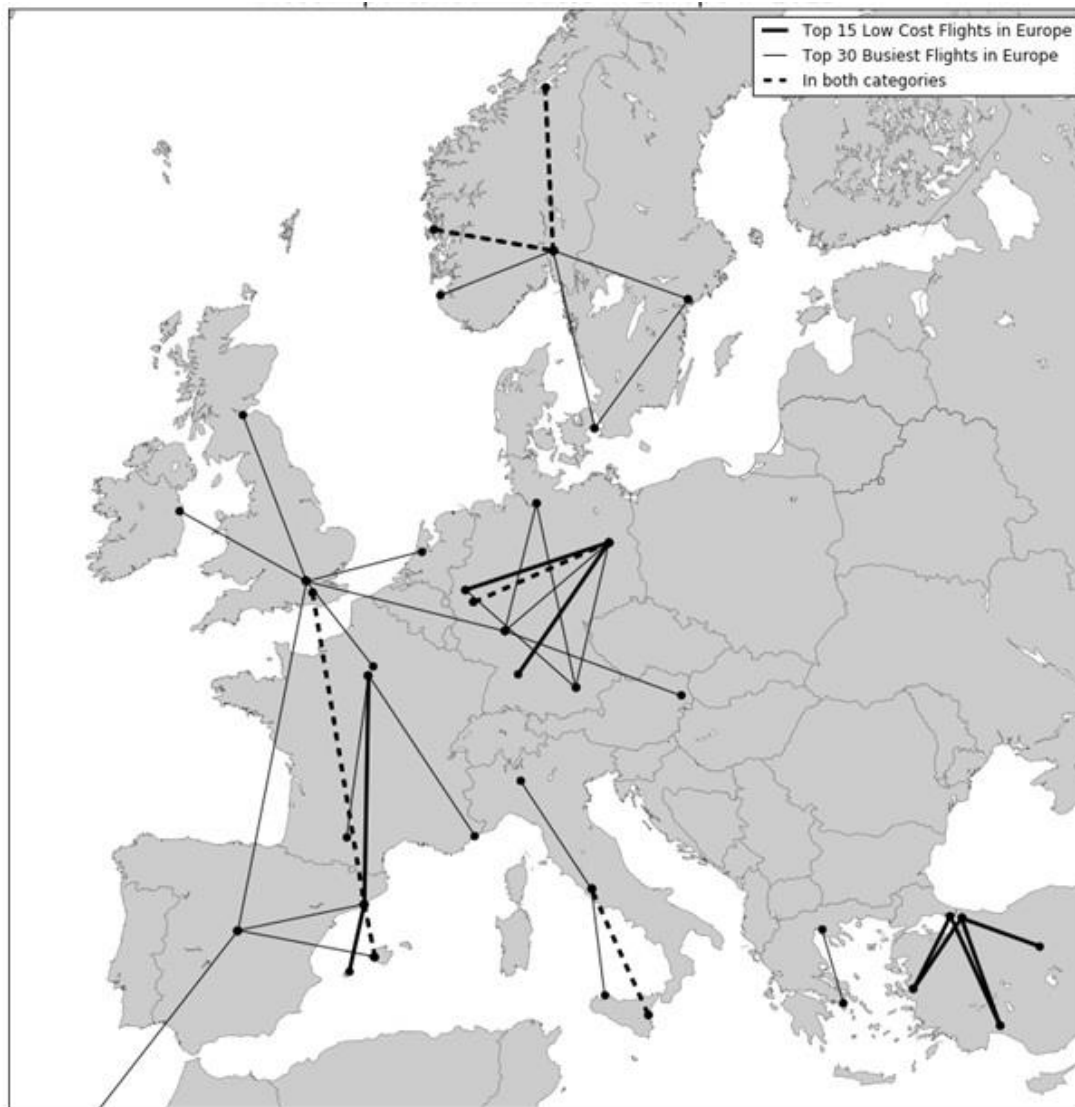 Top 15 Low Cost Flights in Europe
Top 30 Busiest Flights in Europe
In both categories